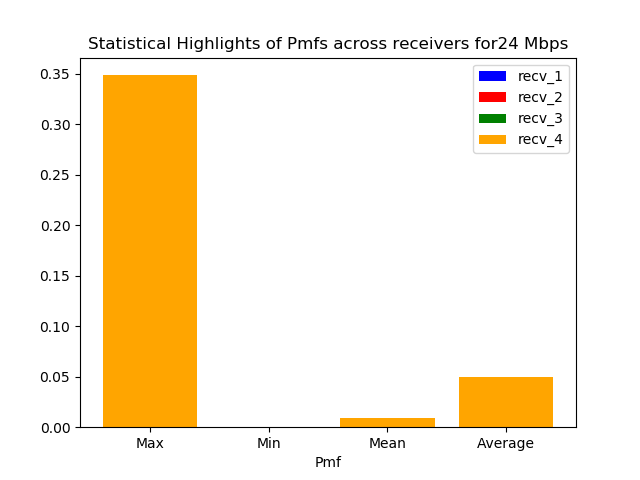 Statistical Highlights of Pmfs across receivers for24 Mbps
0.35
0.30
0.25
0.20
0.15
0.10
0.05
0.00
recv_1
recv_2
recv_3
recv_4
Max Min Mean Average
Pmf